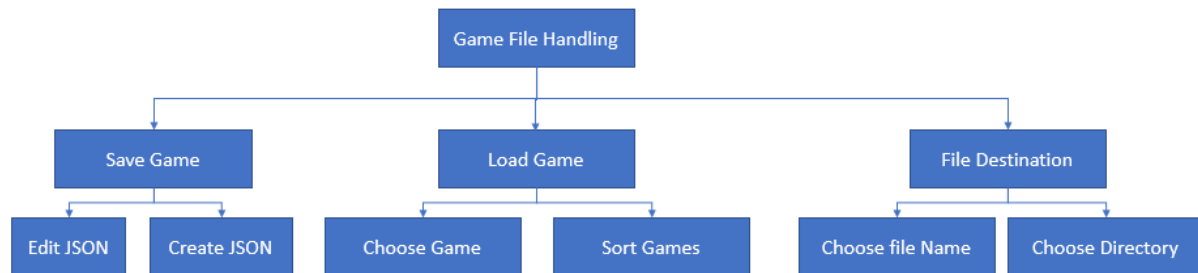 Game File Handling
Save Game
Load Game
File Destination
Edit JSON
Create JSON
Choose Game
Sort Games
Choose file Name
Choose Directory